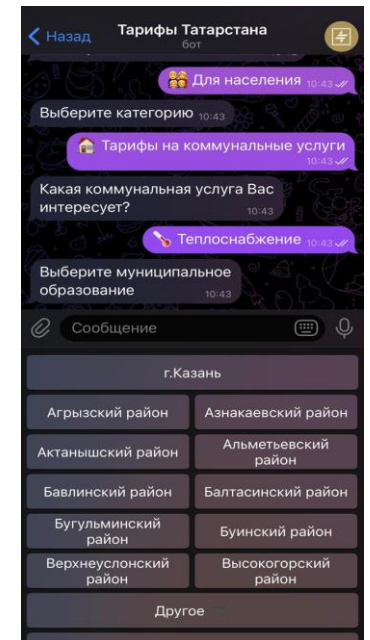 Назад
Тарифы Татарстана
бот
Для населения 10:43
Выберите категорию 10:43
Тарифы на коммунальные услуги
10:43
Какая коммунальная услуга Вас
интересует? 10:43
Теплоснабжение 10:43
Выберите муниципальное
образование 10:43
Сообщение
г.Казань
Агрызский район
Азнакаевский район
Актанышский район
Альметьевский
район
Бавлинский район
Балтасинский район
Бугульминский
район
Буинский район
Верхнеуслонский
район
Высокогорский
район
Другое